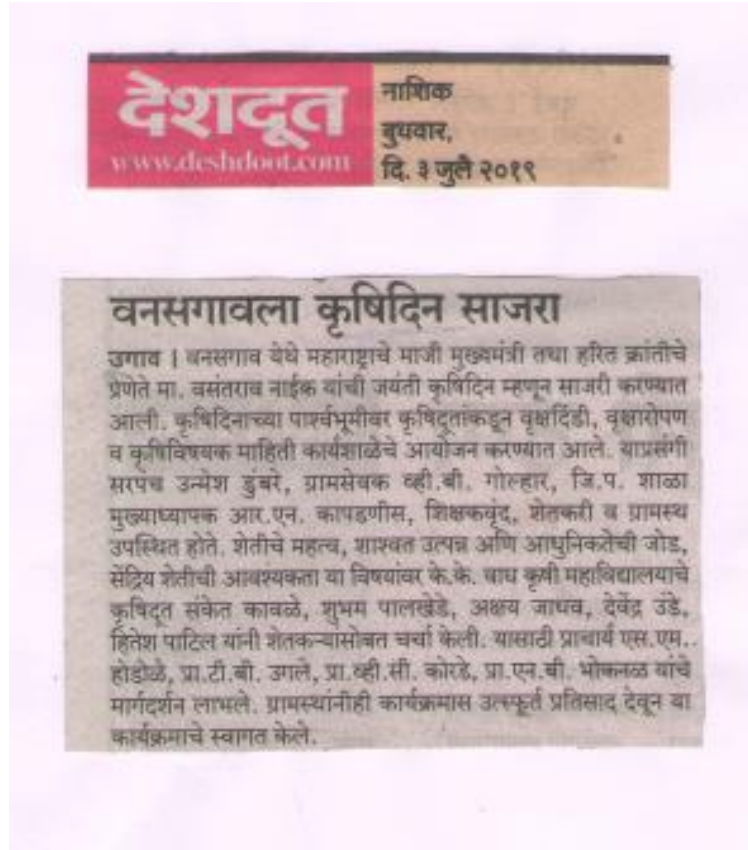 देशदूत
www.deshdoot.com
नाशिक
बुधवार,
दि. ३ जुलै २०१९
वनसगावला कृषिदिन साजरा
उगाव | वनसगाव येथे महाराष्ट्राचे माजी मुख्यमंत्री तथा हरित क्रांतीचे
प्रेणेते मा. वसंतराव नाईक यांची जयंती कृषिदिन म्हणून साजरी करण्यात
आली. कृषिदिनाच्या पार्श्वभूमीवर कृषिदूतांकडून वृक्षदिंडी, वृक्षारोपण
व कृषिविषयक माहिती कार्यशाळेचे आयोजन करण्यात आले. याप्रसंगी
सरपंच उन्मेश डुंबरे, ग्रामसेवक व्ही.बी. गोल्हार, जि.प. शाळा
मुख्याध्यापक आर.एन. कापडणीस, शिक्षकवृंद, शेतकरी व ग्रामस्थ
उपस्थित होते. शेतीचे महत्व, शाश्वत उत्पन्न आणि आधुनिकतेची जोड,
सेंद्रिय शेतीची आवश्यकता या विषयांवर के.के. वाघ कृषी महाविद्यालयाचे
कृषिदूत संकेत कावळे, शुभम पालखेडे, अक्षय जाधव, देवेंद्र उंडे,
हितेश पाटिल यांनी शेतकऱ्यासोबत चर्चा केली. यासाठी प्राचार्य एस.एम..
होडोळे, प्रा.टी.बी. उगले, प्रा.व्ही.सी. कोरडे, प्रा.एन.बी. भोकनळ यांचे
मार्गदर्शन लाभले. ग्रामस्थांनीही कार्यक्रमास उत्स्फूर्त प्रतिसाद देवून या
कार्यक्रमाचे स्वागत केले.